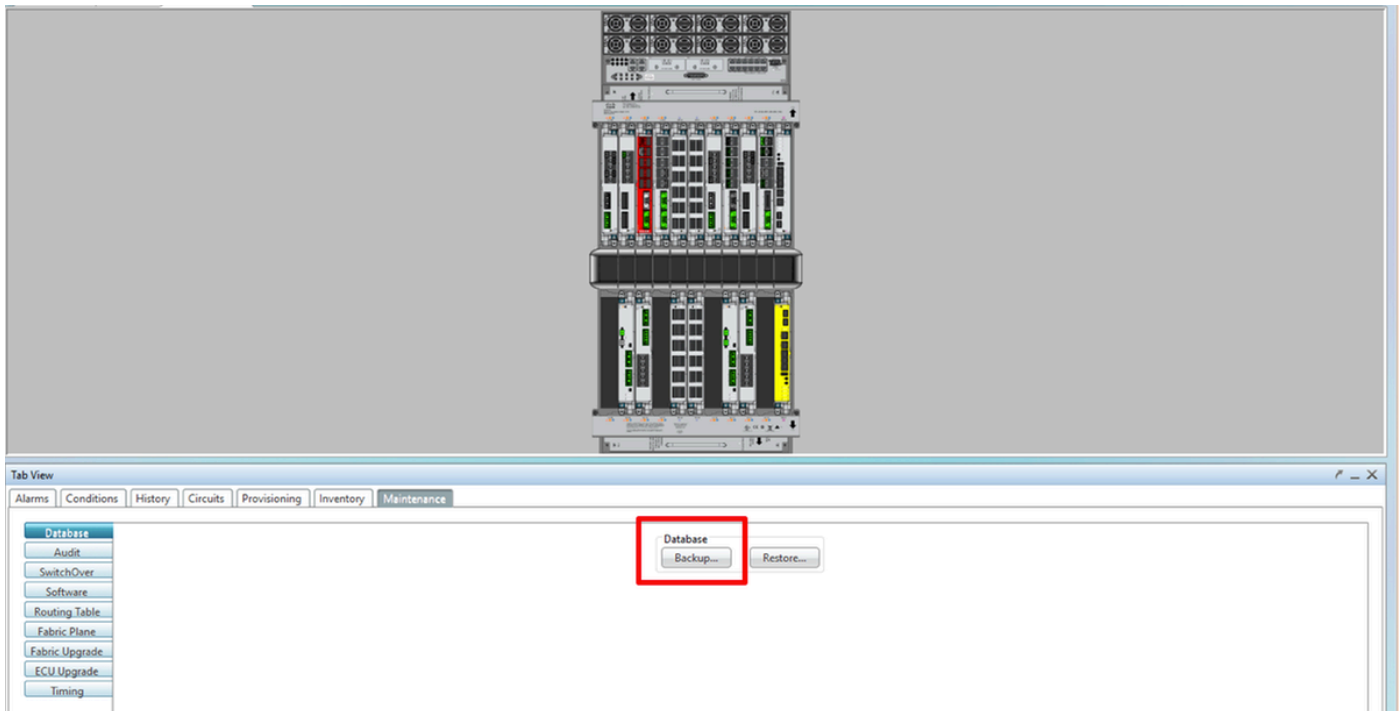 Tab View
Alarms Conditions History Circuits Provisioning Inventory Maintenance
Database
Audit
SwitchOver
Software
Routing Table
Fabric Plane
Fabric Upgrade
ECU Upgrade
Timing
Database
Backup... Restore...